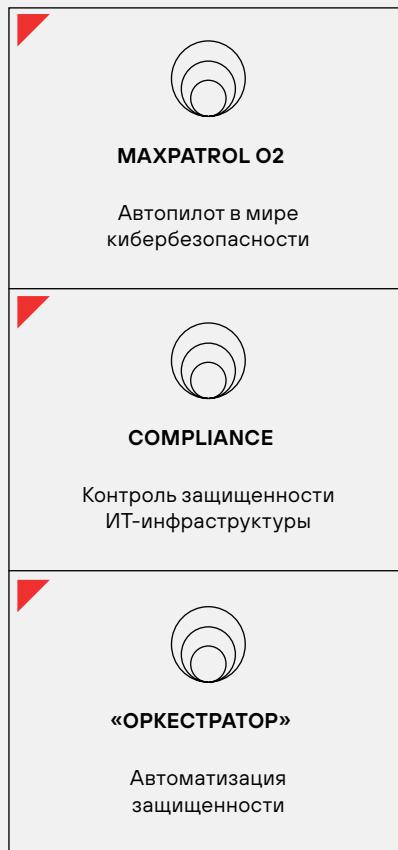 MAXPATROL O2
Автопилот в мире
кибербезопасности
COMPLIANCE
Контроль защищенности
ИТ-инфраструктуры
«ОРКЕСТРАТОР»
Автоматизация
защищенности